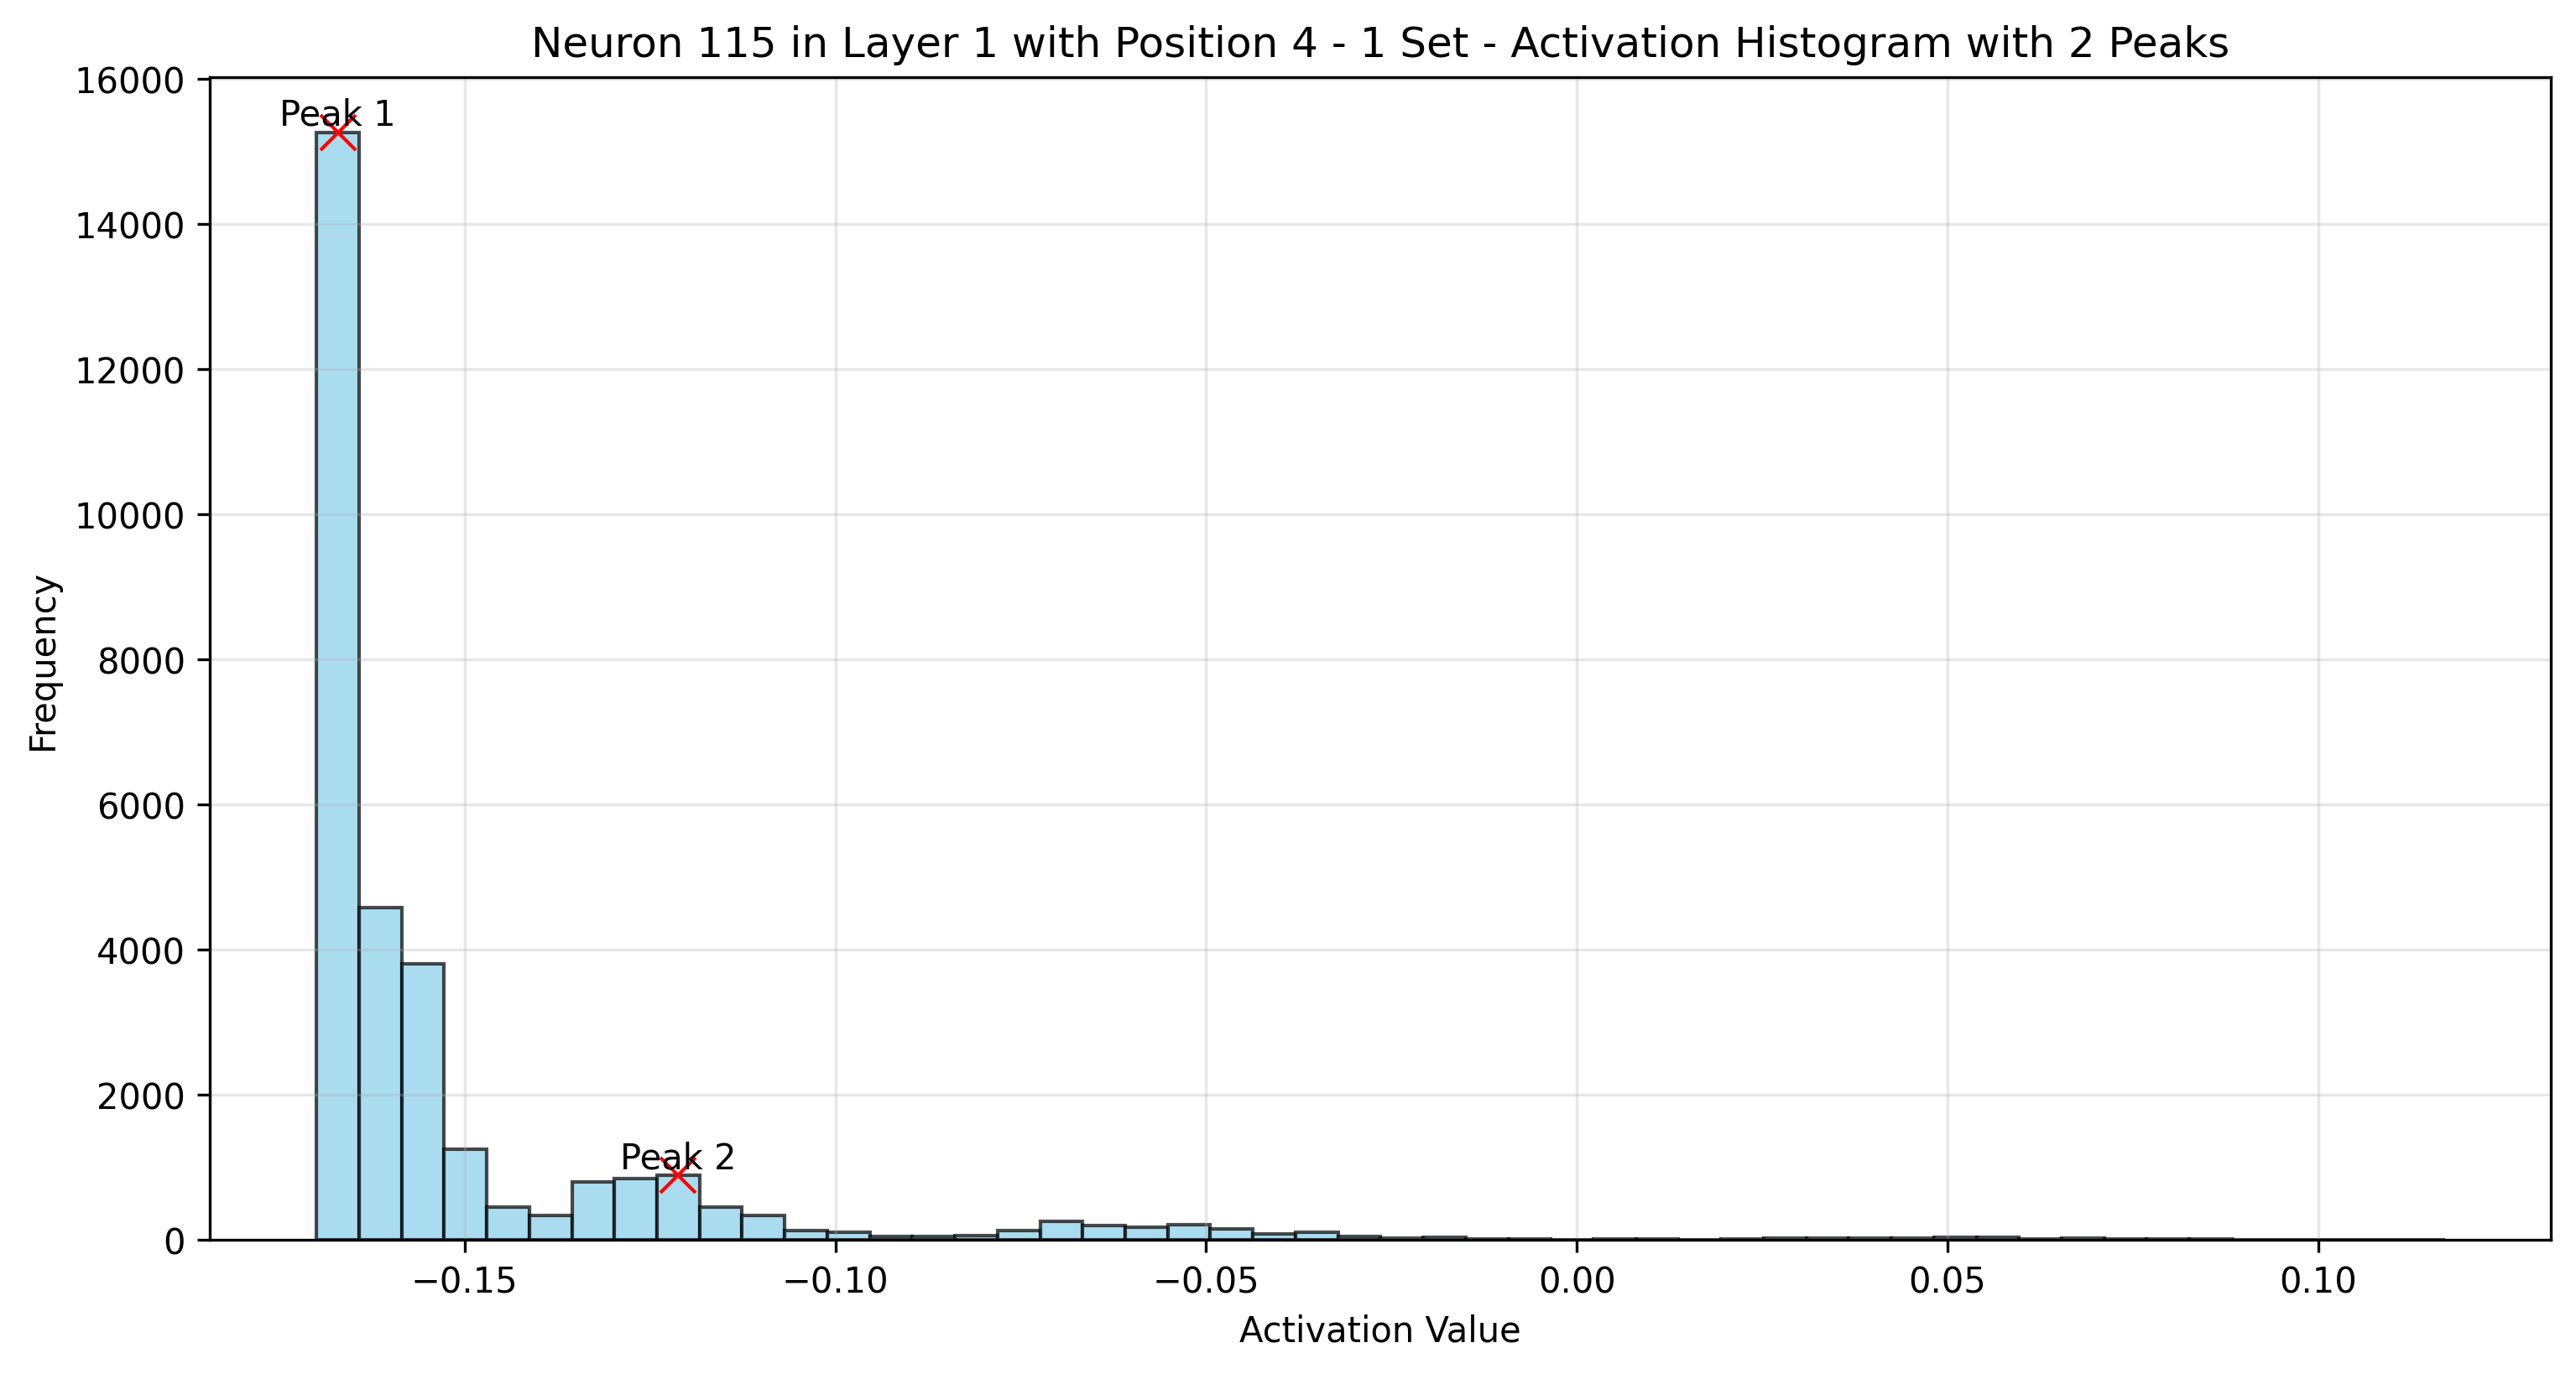 Neuron 115 in Layer 1 with Position 4 - 1 Set - Activation Histogram with 2 Peaks
16000
Peak 1
14000
12000
10000
Frequency
8000
6000
4000
2000
Peak 2
0
−0.15 −0.10 −0.05 0.00 0.05 0.10
Activation Value